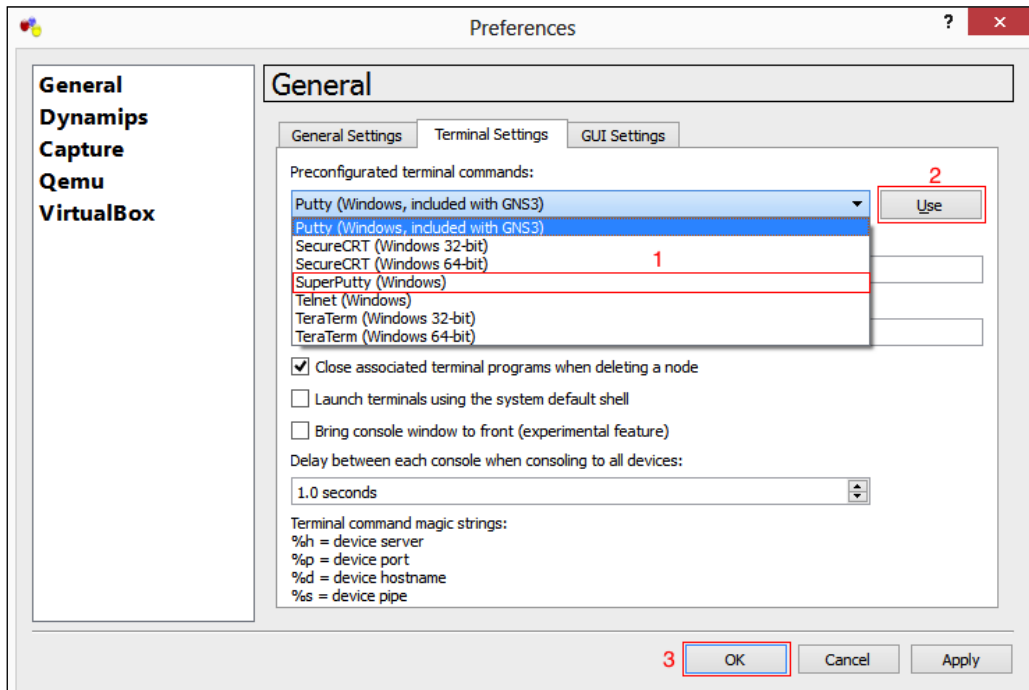 Preferences
?
×
General
Dynamips
Capture
Qemu
VirtualBox
General
General Settings
Terminal Settings
GUI Settings
Preconfigurated terminal commands:
2
Putty (Windows, included with GNS3)
Use
Putty (Windows, included with GNS3)
SecureCRT (Windows 32-bit)
SecureCRT (Windows 64-bit)
1
SuperPutty (Windows)
Telnet (Windows)
TeraTerm (Windows 32-bit)
TeraTerm (Windows 64-bit)
Close associated terminal programs when deleting a node
Launch terminals using the system default shell
Bring console window to front (experimental feature)
Delay between each console when consoling to all devices:
1.0 seconds
Terminal command magic strings:
%h = device server
%p = device port
%d = device hostname
%s = device pipe
3
OK
Cancel
Apply